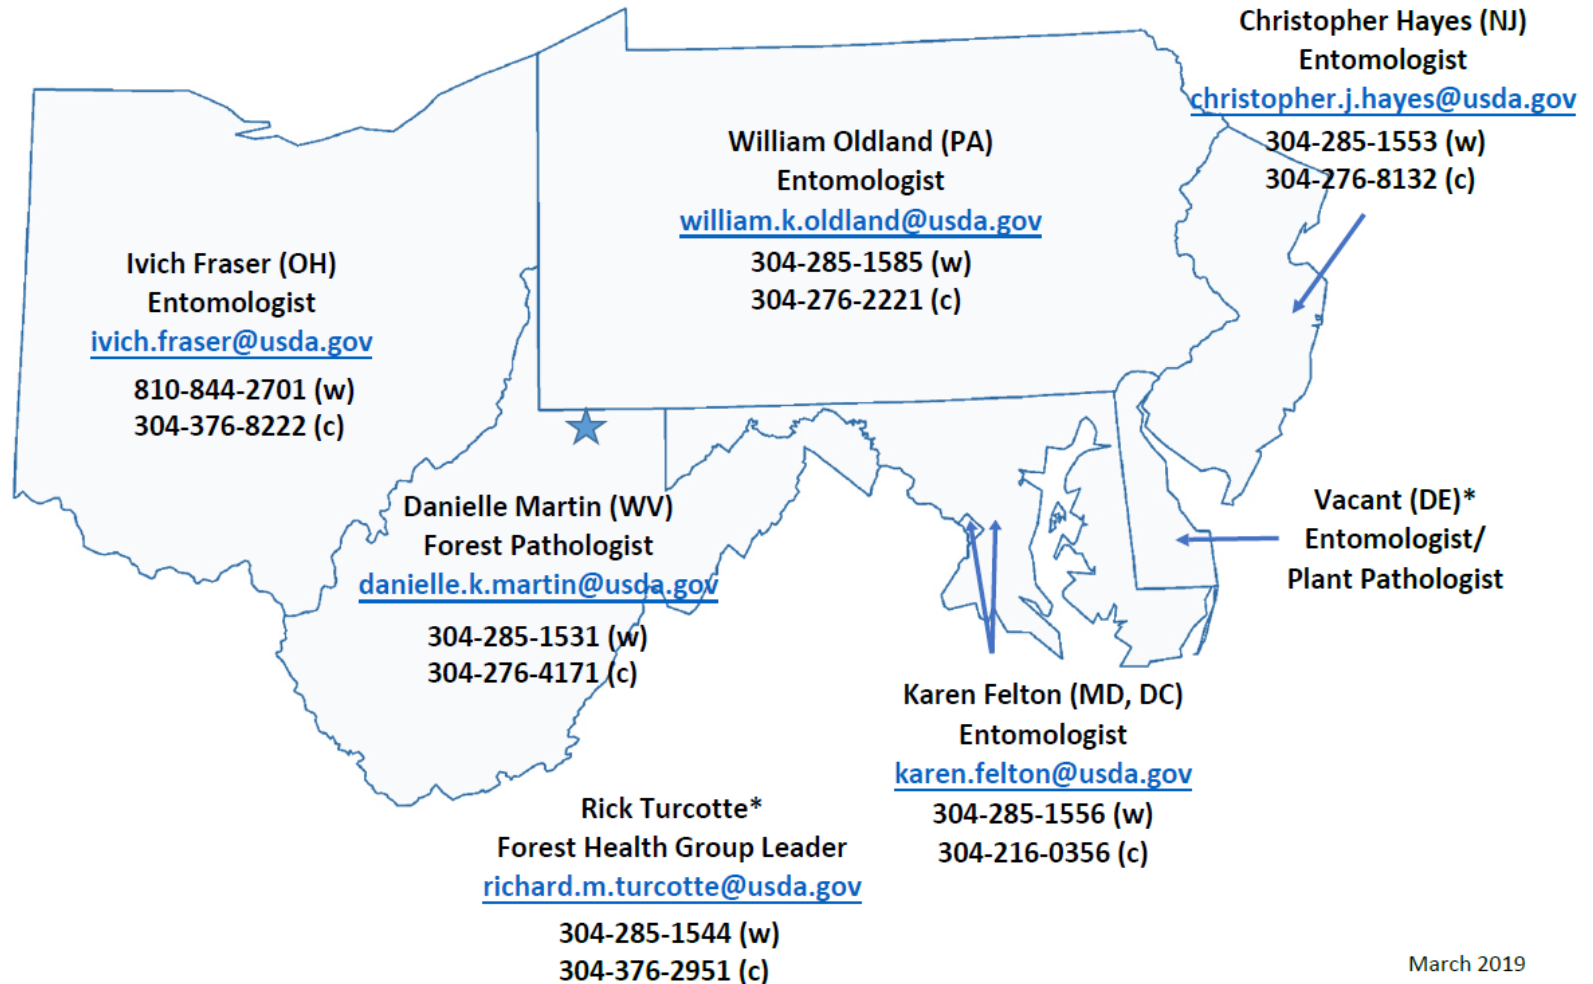 Christopher Hayes (NJ)
Entomologist
christopher.j.hayes@usda.gov
304-285-1553 (w)
304-276-8132 (c)
William Oldland (PA)
Entomologist
william.k.oldland@usda.gov
304-285-1585 (w)
304-276-2221 (c)
Ivich Fraser (OH)
Entomologist
ivich.fraser@usda.gov
810-844-2701 (w)
304-376-8222 (c)
Danielle Martin (WV)
Forest Pathologist
danielle.k.martin@usda.gov
304-285-1531 (w)
304-276-4171 (c)
Vacant (DE)*
Entomologist/
Plant Pathologist
Karen Felton (MD, DC)
Entomologist
karen.felton@usda.gov
304-285-1556 (w)
304-216-0356 (c)
Rick Turcotte*
Forest Health Group Leader
richard.m.turcotte@usda.gov
304-285-1544 (w)
304-376-2951 (c)
March 2019